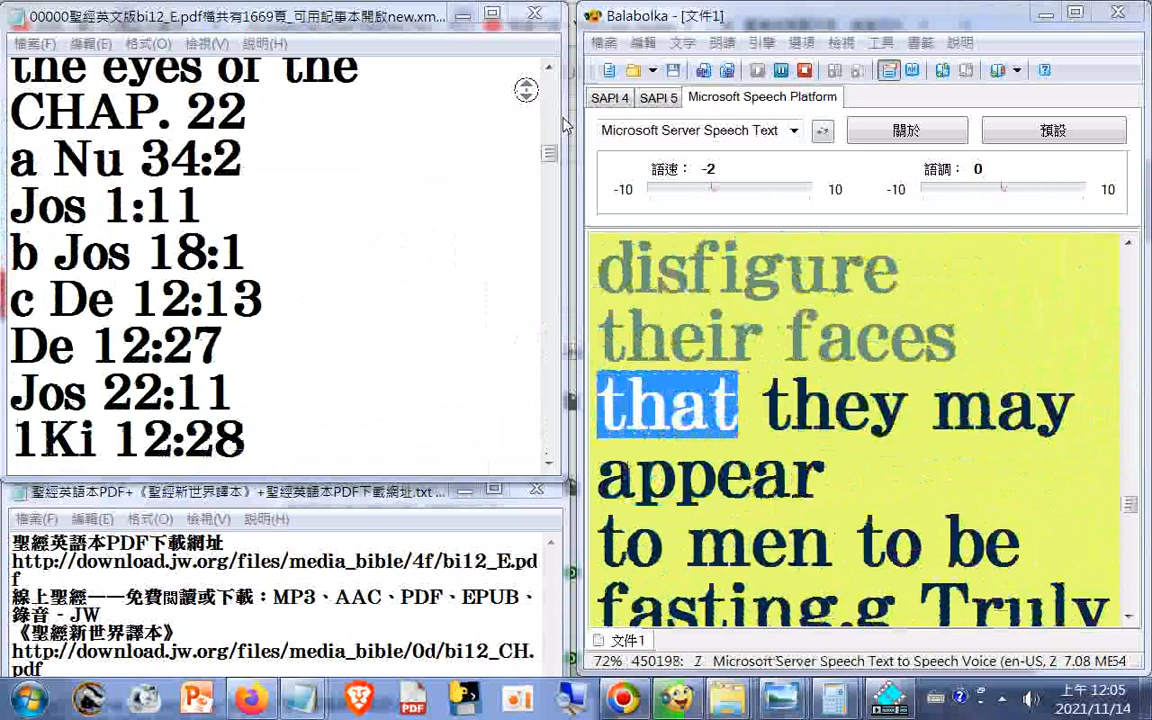 00000聖經英文版bi12_E.pdf檔共有1669頁_可用記事本開啟new.xm...
檔案(F) 編輯(E) 格式(O) 檢視(V) 說明(H)
the eyes of the
CHAP. 22
a Nu 34:2
Jos 1:11
b Jos 18:1
c De 12:13
De 12:27
Jos 22:11
1Ki 12:28
聖經英語本PDF+《聖經新世界譯本》+聖經英語本PDF下載網址.txt ...
檔案(F) 編輯(E) 格式(O) 檢視(V) 說明(H)
聖經英語本PDF下載網址
http://download.jw.org/files/media_bible/4f/bi12_E.pd
f
線上聖經——免費閱讀或下載：MP3、AAC、PDF、EPUB、
錄音 - JW
《聖經新世界譯本》
http://download.jw.org/files/media_bible/0d/bi12_CH.
pdf
Balabolka - [文件1]
檔案 編輯 文字 朗讀 引擎 選項 檢視 工具 書籤 說明
SAPI 4 SAPI 5 Microsoft Speech Platform
Microsoft Server Speech Text 關於 預設
語速： -2 語調： 0
-10 10 -10 10
disfigure
their faces
that they may
appear
to men to be
fasting.g Truly
文件1
72% 450198: Z Microsoft Server Speech Text to Speech Voice (en-US, Z 7.08 ME54
上午 12:05
2021/11/14